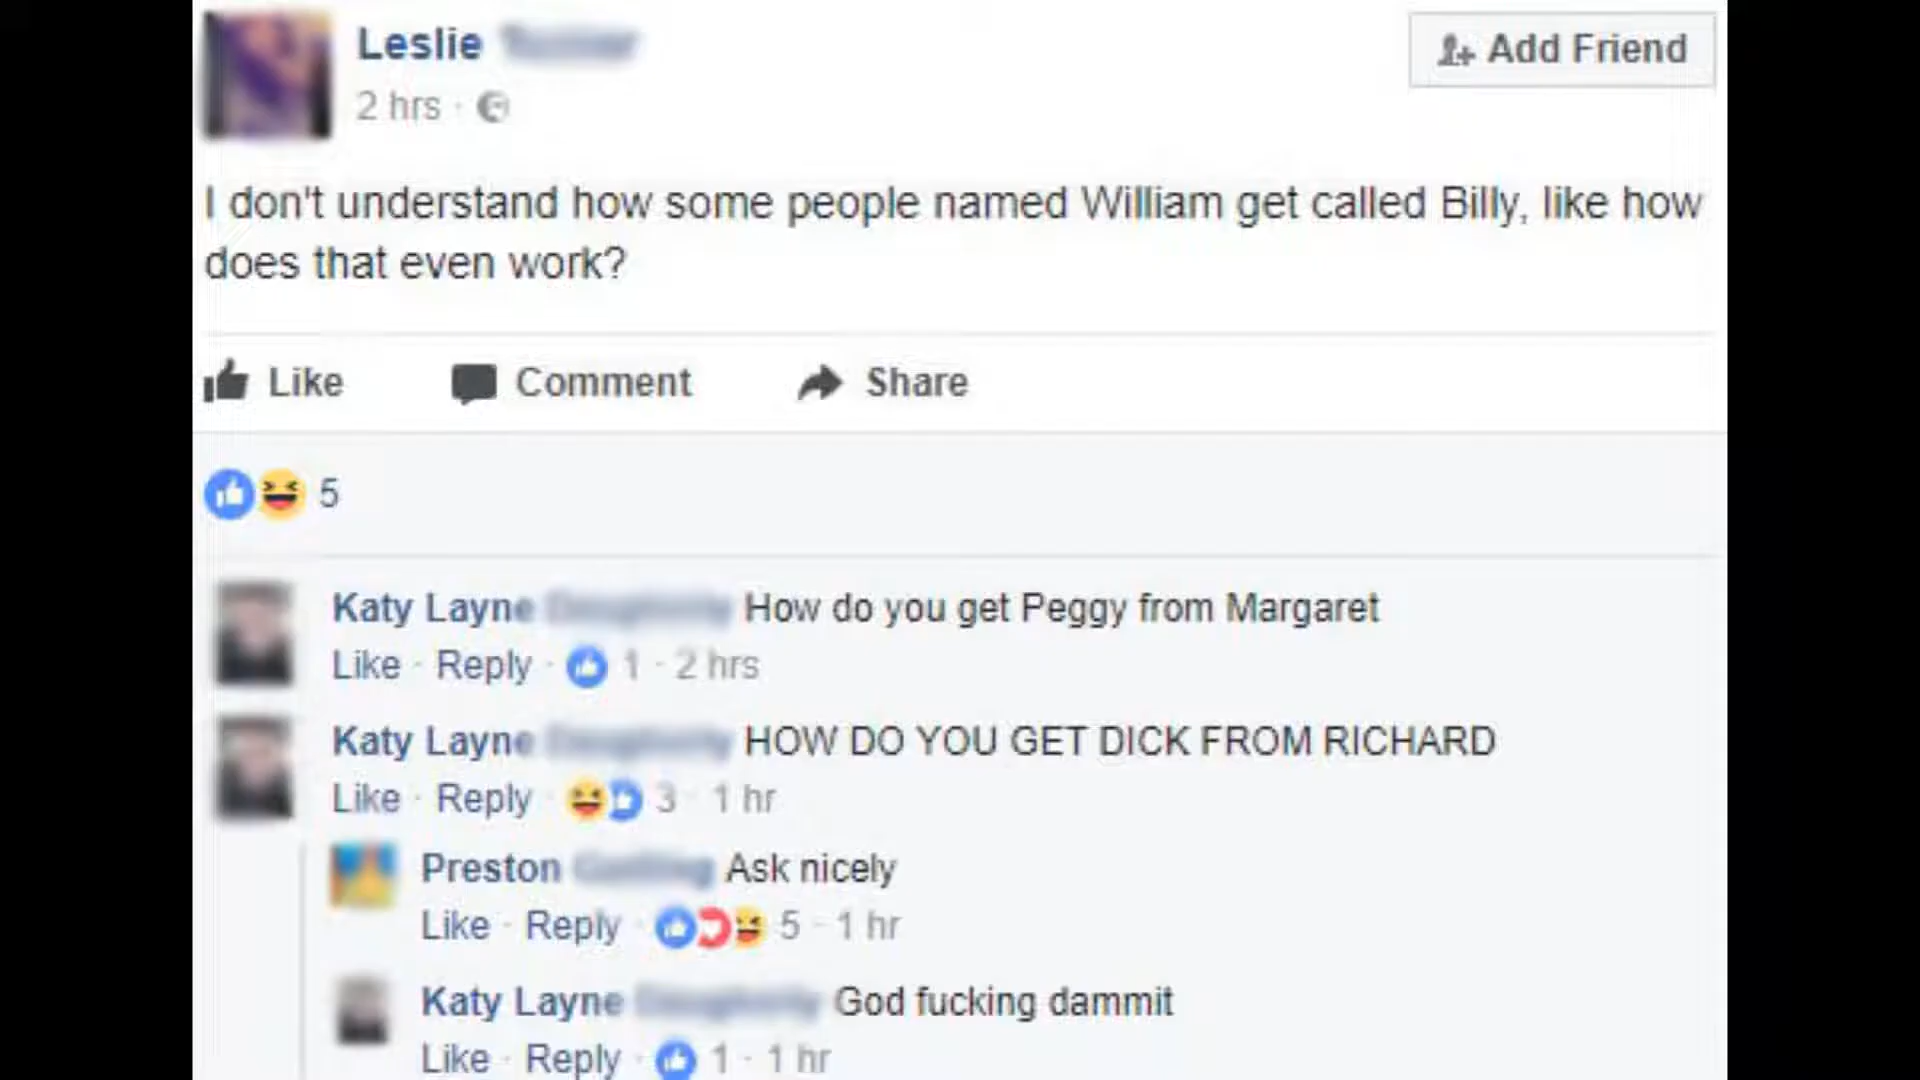 Leslie
2 hrs ·
Add Friend
I don't understand how some people named William get called Billy, like how
does that even work?
Like Comment Share
5
Katy Layne How do you get Peggy from Margaret
Like · Reply · 1 · 2 hrs
Katy Layne HOW DO YOU GET DICK FROM RICHARD
Like · Reply · 3 · 1 hr
Preston Ask nicely
Like · Reply · 5 · 1 hr
Katy Layne God fucking dammit
Like · Reply · 1 · 1 hr